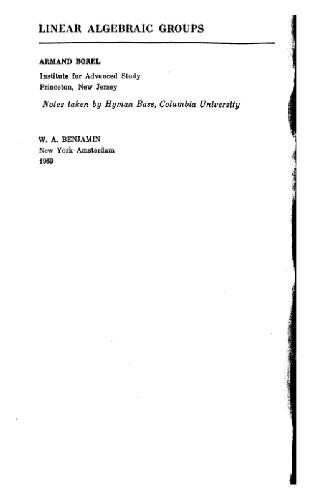 LINEAR ALGEBRAIC GROUPS
ARMAND BOREL
Institute for Advanced Study
Princeton, New Jersey
Notes taken by Hyman Bass, Columbia University
W. A. BENJAMIN
New York Amsterdam
1969